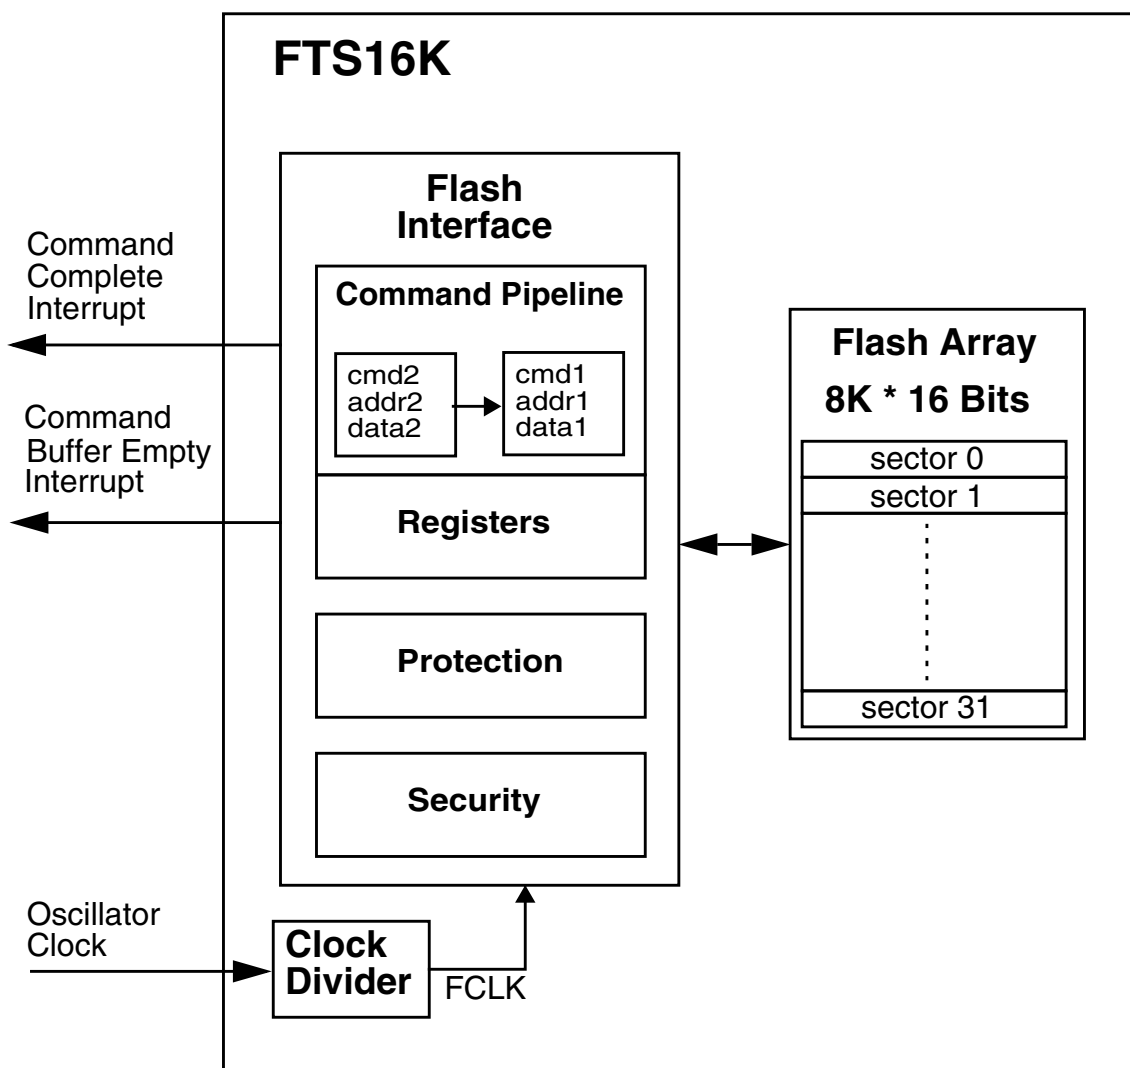 FTS16K
Flash
Interface
Command
Complete
Interrupt
Command Pipeline
cmd2
addr2
data2
cmd1
addr1
data1
Command
Buffer Empty
Interrupt
Registers
Protection
Security
Flash Array
8K * 16 Bits
sector 0
sector 1
sector 31
Oscillator
Clock
Clock
Divider
FCLK